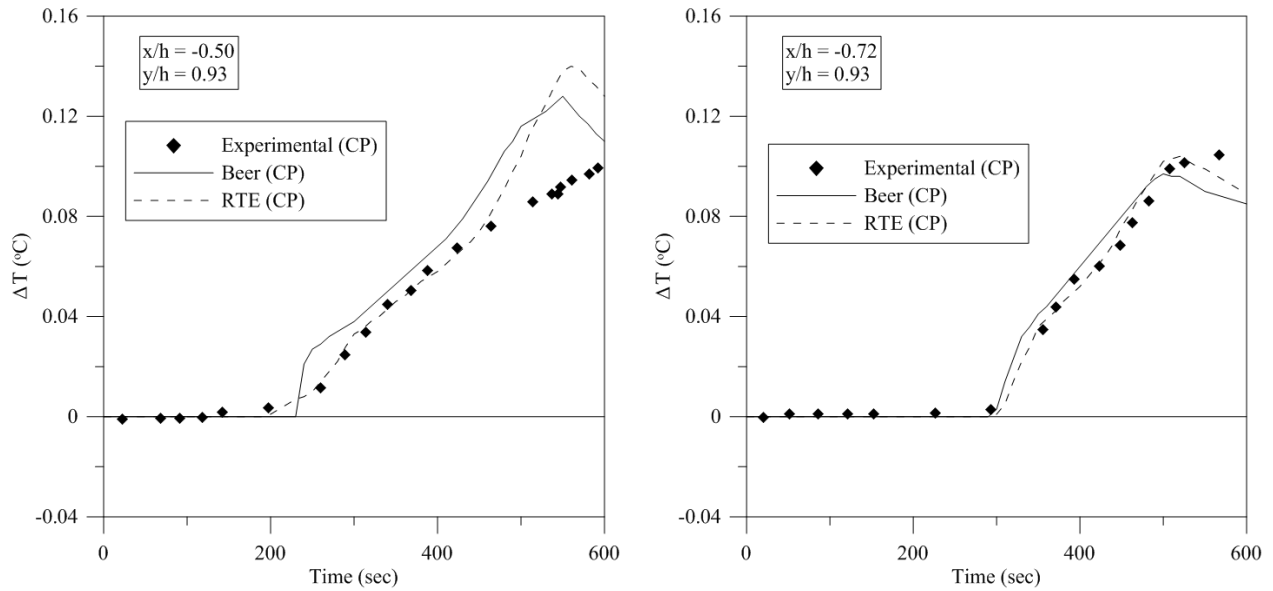 0.16
x/h = -0.50
y/h = 0.93
0.12
Experimental (CP)
Beer (CP)
RTE (CP)
0.08
ΔT (°C)
0.04
0
-0.04
0
200
400
600
Time (sec)
0.16
x/h = -0.72
y/h = 0.93
0.12
Experimental (CP)
Beer (CP)
RTE (CP)
0.08
ΔT (°C)
0.04
0
-0.04
0
200
400
600
Time (sec)